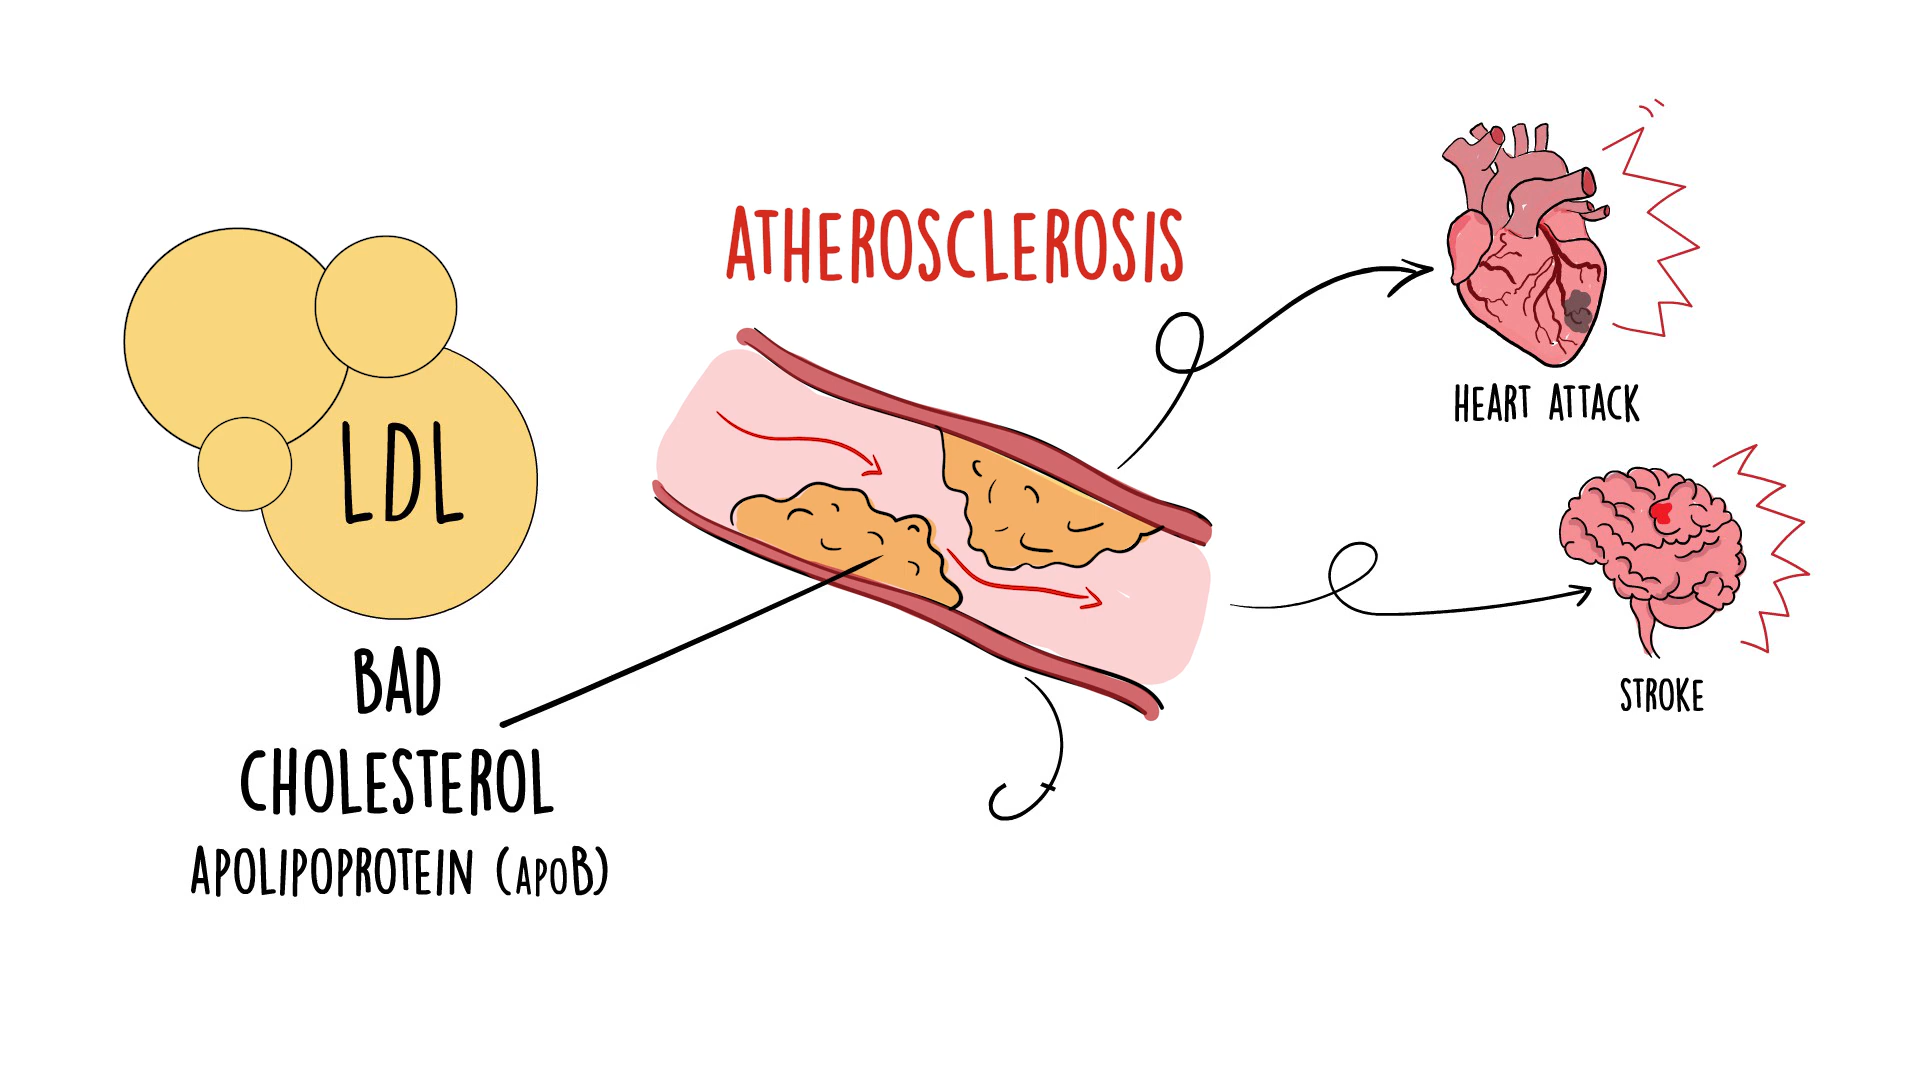 LDL
BAD
CHOLESTEROL
APOLIPOPROTEIN (APOB)
ATHEROSCLEROSIS
HEART ATTACK
STROKE